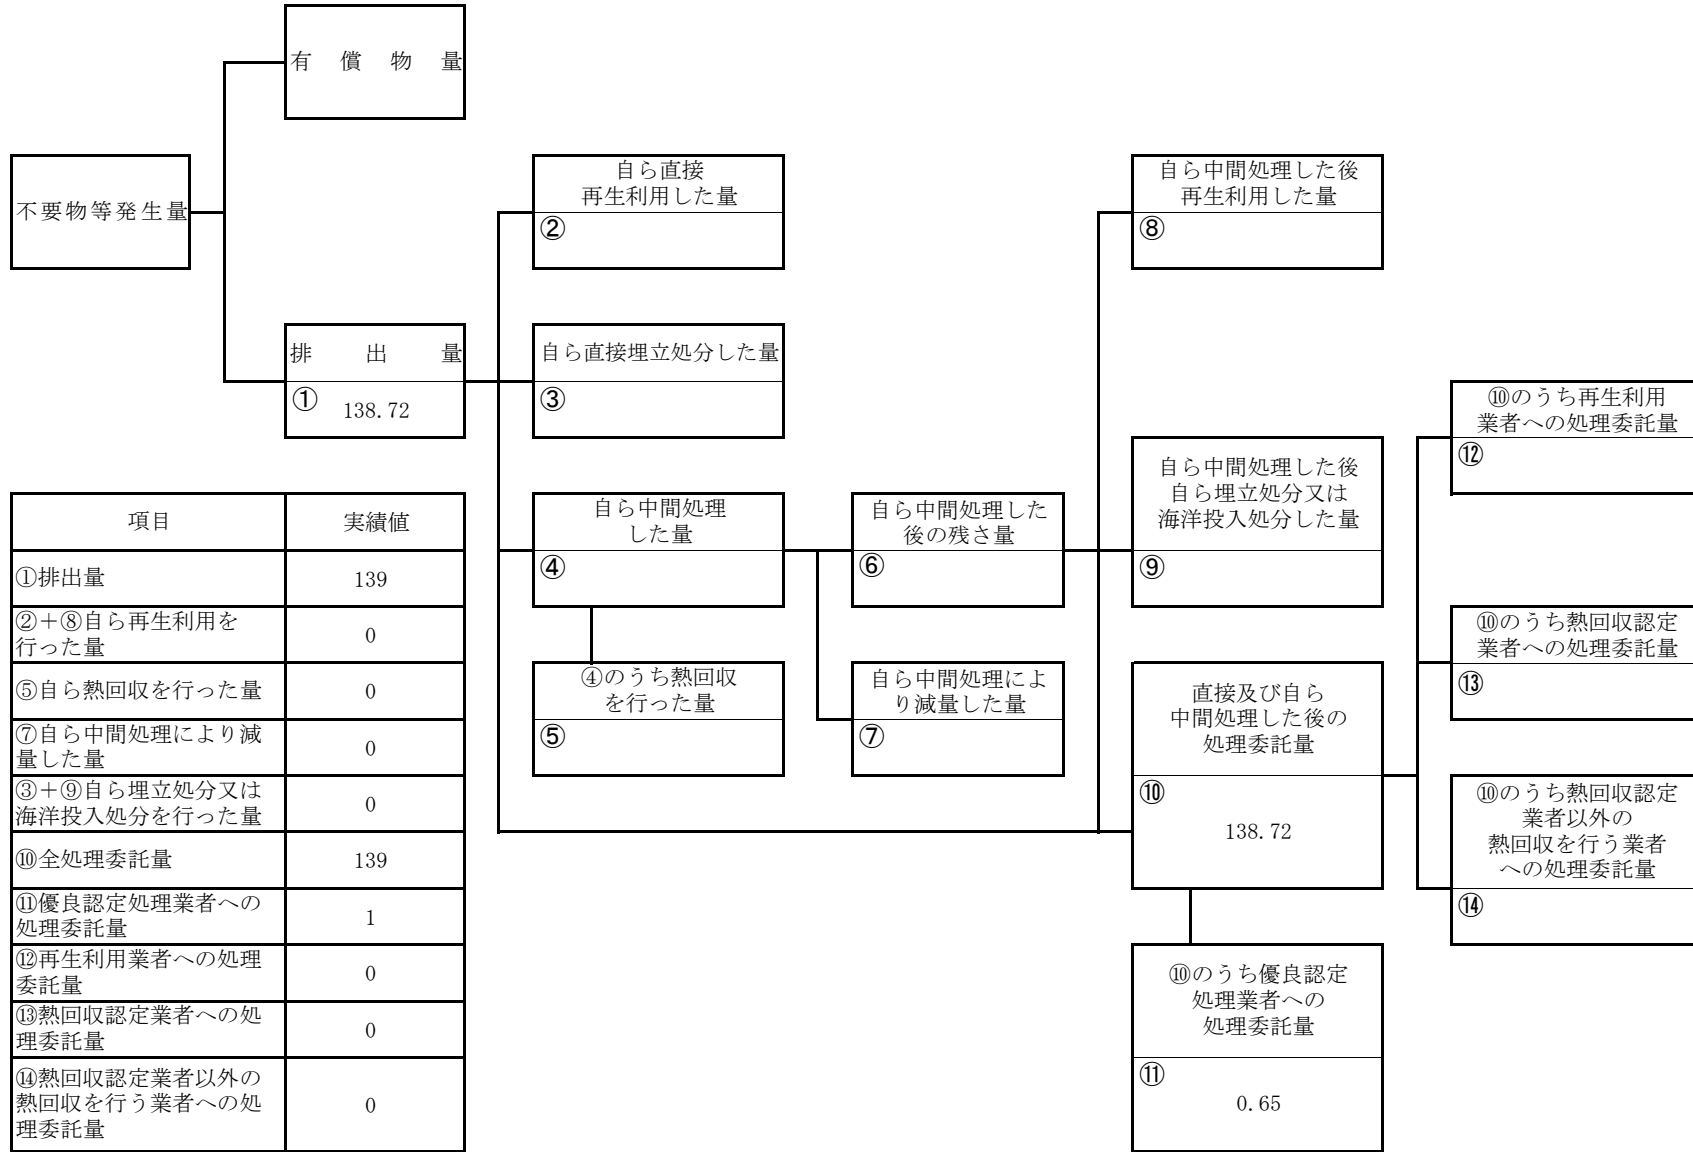 有償物量
不要物等発生量
排出量
①
138.72
自ら直接
再生利用した量
②
自ら直接埋立処分した量
③
自ら中間処理
した量
④
④のうち熱回収
を行った量
⑤
自ら中間処理した
後の残さ量
⑥
自ら中間処理によ
り減量した量
⑦
自ら中間処理した後
再生利用した量
⑧
自ら中間処理した後
自ら埋立処分又は
海洋投入処分した量
⑨
直接及び自ら
中間処理した後の
処理委託量
⑩
138.72
⑩のうち優良認定
処理業者への
処理委託量
⑪
0.65
⑩のうち再生利用
業者への処理委託量
⑫
⑩のうち熱回収認定
業者への処理委託量
⑬
⑩のうち熱回収認定
業者以外の
熱回収を行う業者
への処理委託量
⑭
項目 実績値
①排出量 139
②＋⑧自ら再生利用を
行った量 0
⑤自ら熱回収を行った量 0
⑦自ら中間処理により減
量した量 0
③＋⑨自ら埋立処分又は
海洋投入処分を行った量 0
⑩全処理委託量 139
⑪優良認定処理業者への
処理委託量 1
⑫再生利用業者への処理
委託量 0
⑬熱回収認定業者への処
理委託量 0
⑭熱回収認定業者以外の
熱回収を行う業者への処 0
理委託量